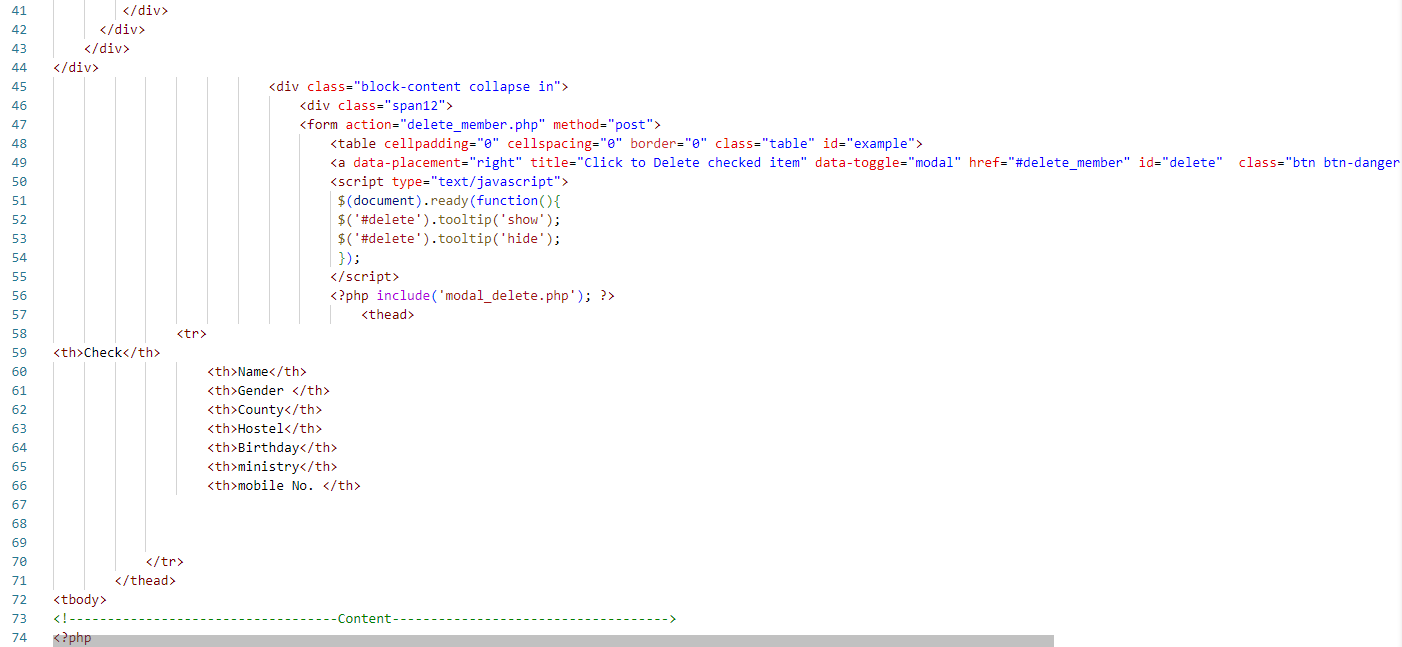 41 </div>
42 </div>
43 </div>
44 </div>
45 <div class="block-content collapse in">
46 <div class="span12">
47 <form action="delete_member.php" method="post">
48 <table cellpadding="0" cellspacing="0" border="0" class="table" id="example">
49 <a data-placement="right" title="Click to Delete checked item" data-toggle="modal" href="#delete_member" id="delete"  class="btn btn-danger
50 <script type="text/javascript">
51 $(document).ready(function(){
52 $('#delete').tooltip('show');
53 $('#delete').tooltip('hide');
54 });
55 </script>
56 <?php include('modal_delete.php'); ?>
57 <thead>
58 <tr>
59 <th>Check</th>
60 <th>Name</th>
61 <th>Gender </th>
62 <th>County</th>
63 <th>Hostel</th>
64 <th>Birthday</th>
65 <th>ministry</th>
66 <th>mobile No. </th>
67
68
69
70 </tr>
71 </thead>
72 <tbody>
73 <!-----------------------------------Content------------------------------------>
74 <?php